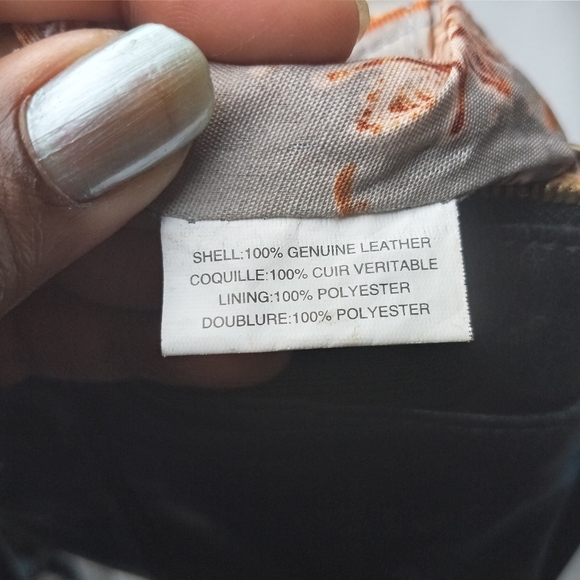 SHELL:100% GENUINE LEATHER
COQUILLE:100% CUIR VERITABLE
LINING:100% POLYESTER
DOUBLURE:100% POLYESTER